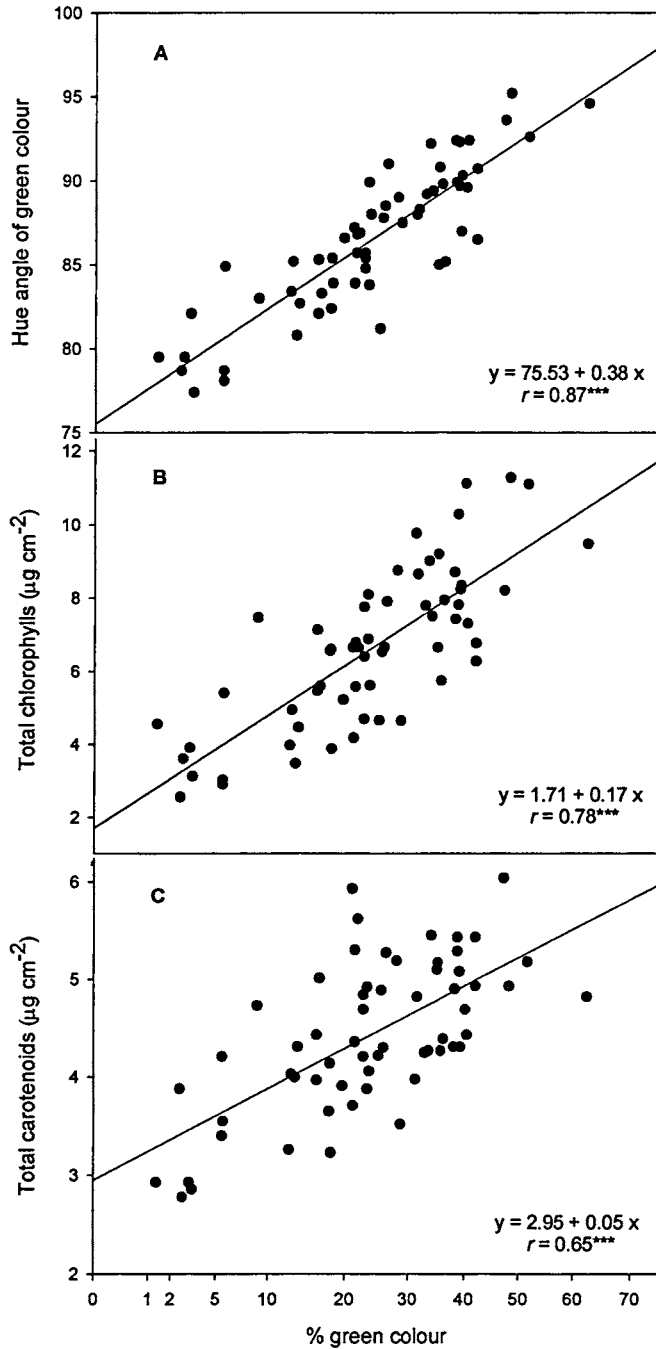 100
A
95
90
85
80
75
Hue angle of green colour
y = 75.53 + 0.38 x
r = 0.87***
12
B
10
8
6
4
2
Total chlorophylls (µg cm⁻²)
y = 1.71 + 0.17 x
r = 0.78***
6
C
5
4
3
2
Total carotenoids (µg cm⁻²)
y = 2.95 + 0.05 x
r = 0.65***
0 1 2 5 10 20 30 40 50 60 70
% green colour